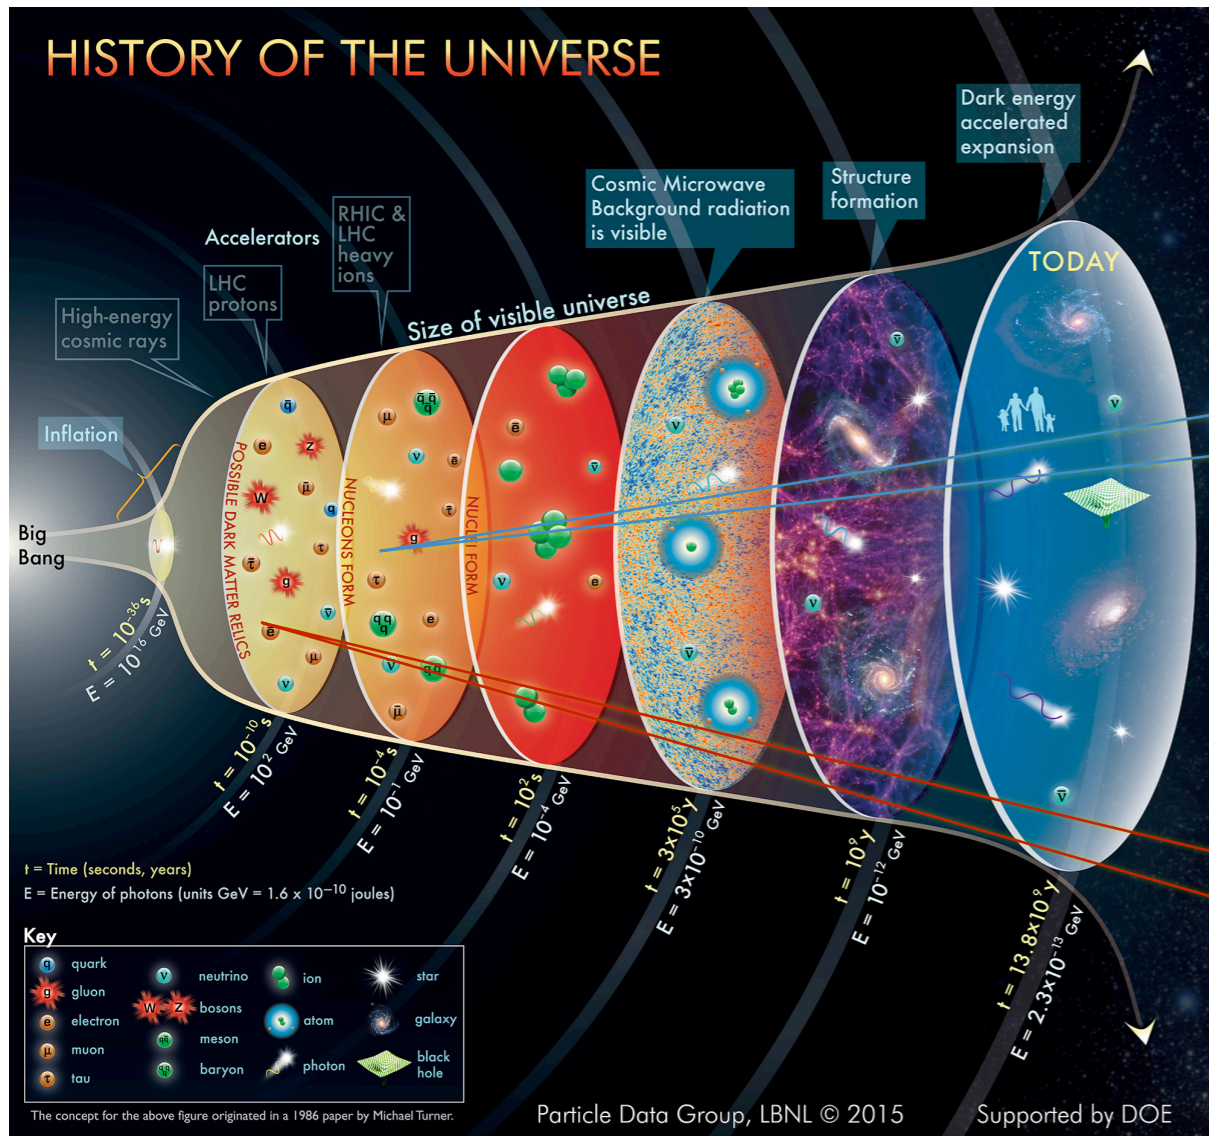 HISTORY OF THE UNIVERSE
Dark energy
accelerated
expansion
Structure
formation
Cosmic Microwave
Background radiation
is visible
RHIC &
LHC
heavy
ions
Accelerators
LHC
protons
High-energy
cosmic rays
Inflation
Size of visible universe
TODAY
Big
Bang
POSSIBLE DARK MATTER RELICS
NUCLEONS FORM
NUCLEI FORM
q̄
e
Z
W
μ̄
q
τ
τ̄
g
ν̄
e̅
μ
ν
μ
q̄q̄
q̄
ν
e̅
τ̄
g
τ
qq
q
e
ν
qq̄
μ̄
e̅
ν̄
ν
e
ν
ν̄
ν̄
ν
ν
ν̄
t = 10⁻³⁶ s
E = 10¹⁶ GeV
t = 10⁻¹⁰ s
E = 10² GeV
t = 10⁻⁴ s
E = 10⁻¹ GeV
t = 10² s
E = 10⁻⁴ GeV
t = 3x10⁵ y
E = 3x10⁻¹⁰ GeV
t = 10⁹ y
E = 10⁻¹² GeV
t = 13.8x10⁹ y
E = 2.3x10⁻¹³ GeV
t = Time (seconds, years)
E = Energy of photons (units GeV = 1.6 x 10⁻¹⁰ joules)
Key
q quark
g gluon
e electron
μ muon
τ tau
ν neutrino
W Z bosons
qq̄ meson
qq q baryon
ion
atom
photon
star
galaxy
black
hole
The concept for the above figure originated in a 1986 paper by Michael Turner.
Particle Data Group, LBNL © 2015
Supported by DOE